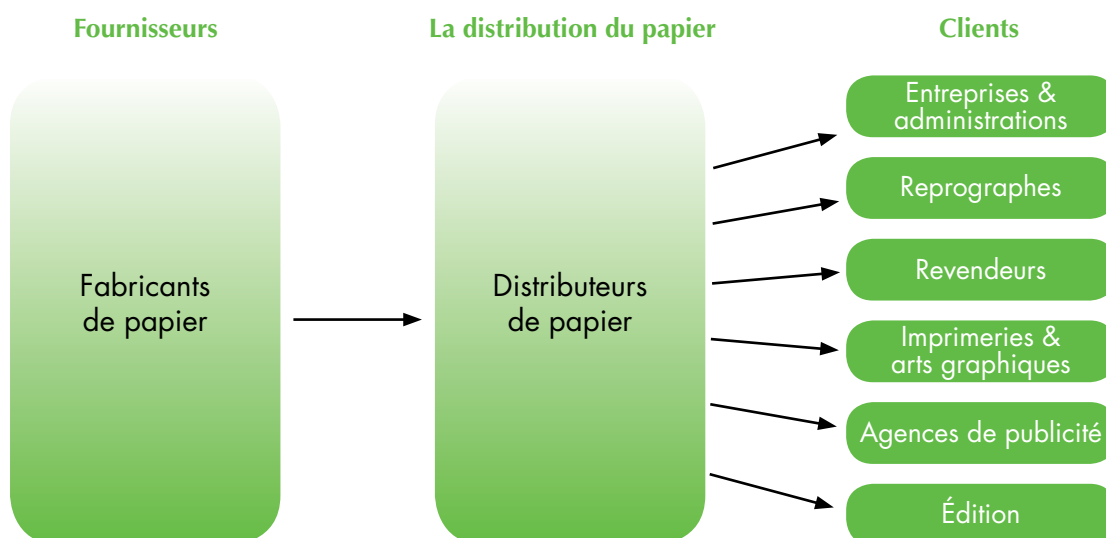 Fournisseurs
La distribution du papier
Clients
Fabricants
de papier
Distributeurs
de papier
Entreprises &
administrations
Reprographes
Revendeurs
Imprimeries &
arts graphiques
Agences de publicité
Édition